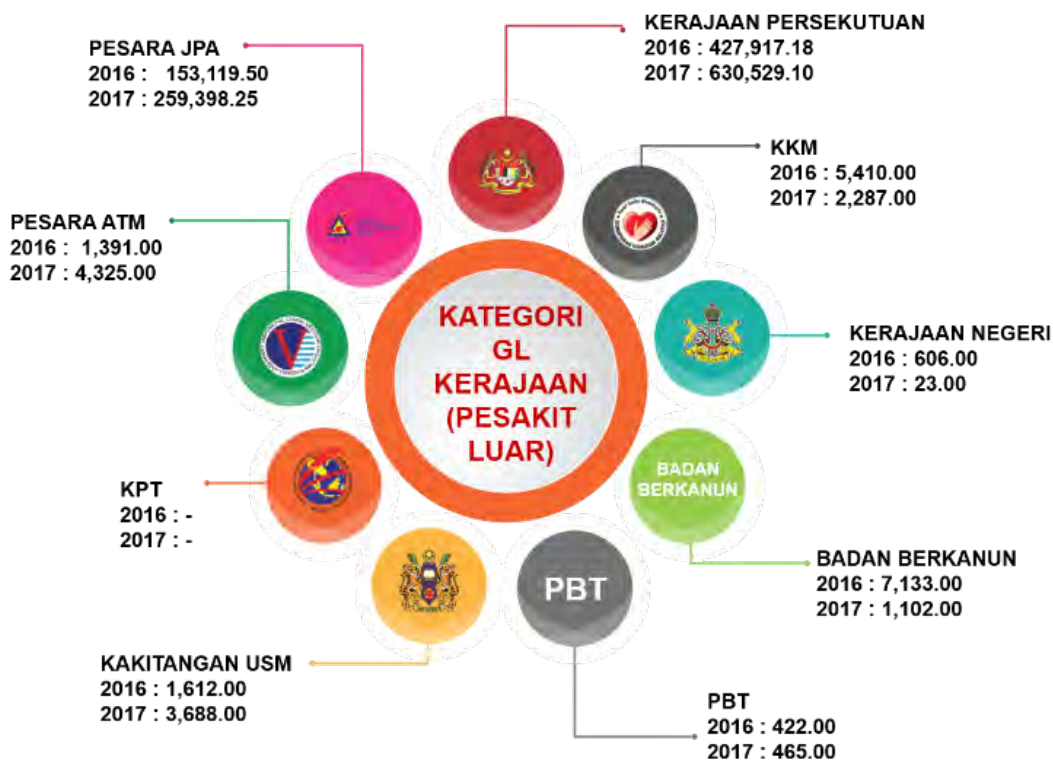 KERAJAAN PERSEKUTUAN
2016 : 427,917.18
2017 : 630,529.10
PESARA JPA
2016 : 153,119.50
2017 : 259,398.25
KKM
2016 : 5,410.00
2017 : 2,287.00
PESARA ATM
2016 : 1,391.00
2017 : 4,325.00
KERAJAAN NEGERI
2016 : 606.00
2017 : 23.00
KATEGORI
GL
KERAJAAN
(PESAKIT
LUAR)
KPT
2016 : -
2017 : -
BADAN
BERKANUN
BADAN BERKANUN
2016 : 7,133.00
2017 : 1,102.00
PBT
KAKITANGAN USM
2016 : 1,612.00
2017 : 3,688.00
PBT
2016 : 422.00
2017 : 465.00